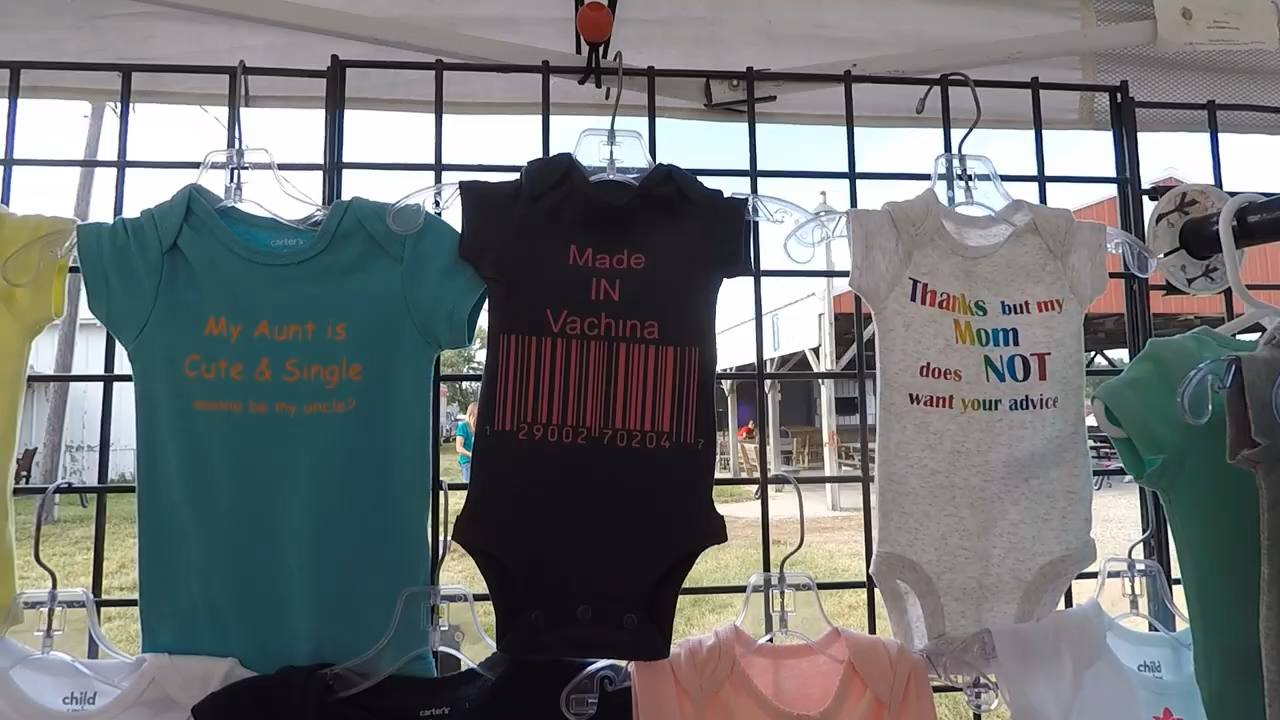 carter's
My Aunt is
Cute & Single
wanna be my uncle?
Made
IN
Vachina
1 29002 70204 7
Thanks but my
Mom
does NOT
want your advice
child
carter's
child